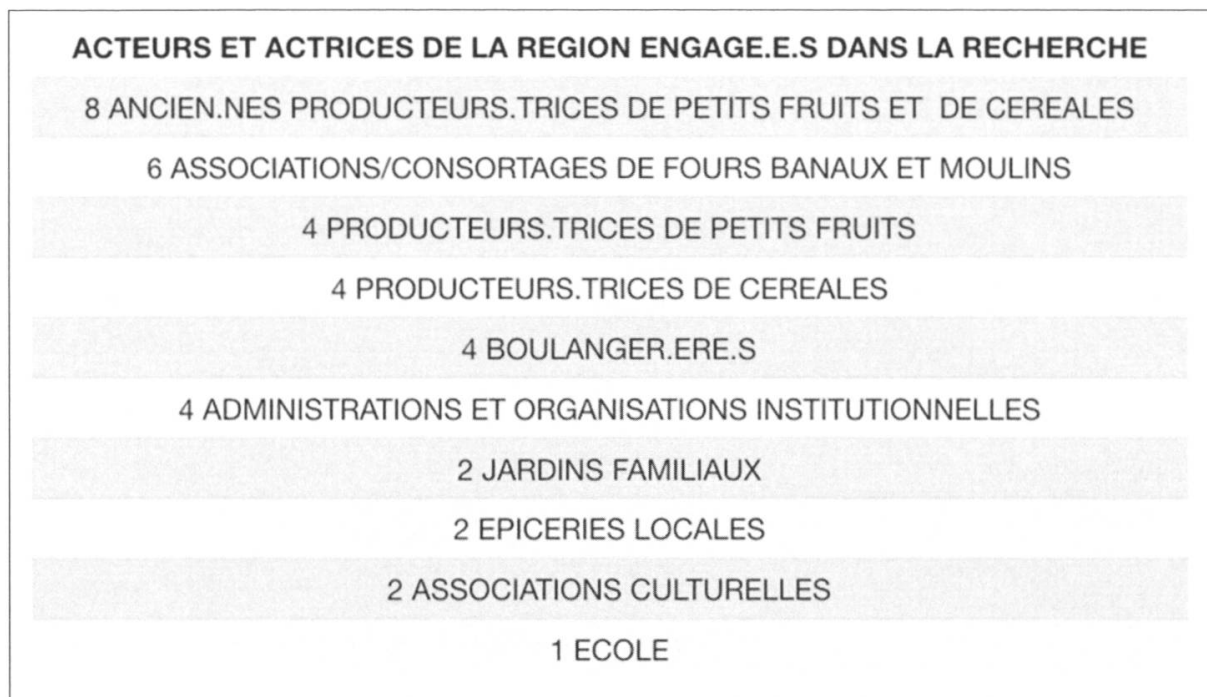 ACTEURS ET ACTRICES DE LA REGION ENGAGE.E.S DANS LA RECHERCHE
8 ANCIEN.NES PRODUCTEURS.TRICES DE PETITS FRUITS ET DE CEREALES
6 ASSOCIATIONS/CONSORTAGES DE FOURS BANAUX ET MOULINS
4 PRODUCTEURS.TRICES DE PETITS FRUITS
4 PRODUCTEURS.TRICES DE CEREALES
4 BOULANGER.ERE.S
4 ADMINISTRATIONS ET ORGANISATIONS INSTITUTIONNELLES
2 JARDINS FAMILIAUX
2 EPICERIES LOCALES
2 ASSOCIATIONS CULTURELLES
1 ECOLE